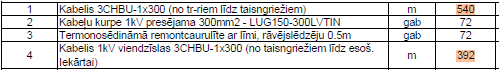 1 Kabelis 3CHBU-1x300 (no tr-riem līdz taisngriežiem) m 540
2 Kabeļu kurpe 1kV presējama 300mm2 - LUG150-300LVTIN gab 72
3 Termonosēdināmā remontcaurulīte ar līmi, rāvējslēdzēju 0.5m gab 72
Kabelis 1kV viendzīslas 3CHBU-1x300 (no taisngriežiem līdz esoš.
4 m 392
Iekārtai)